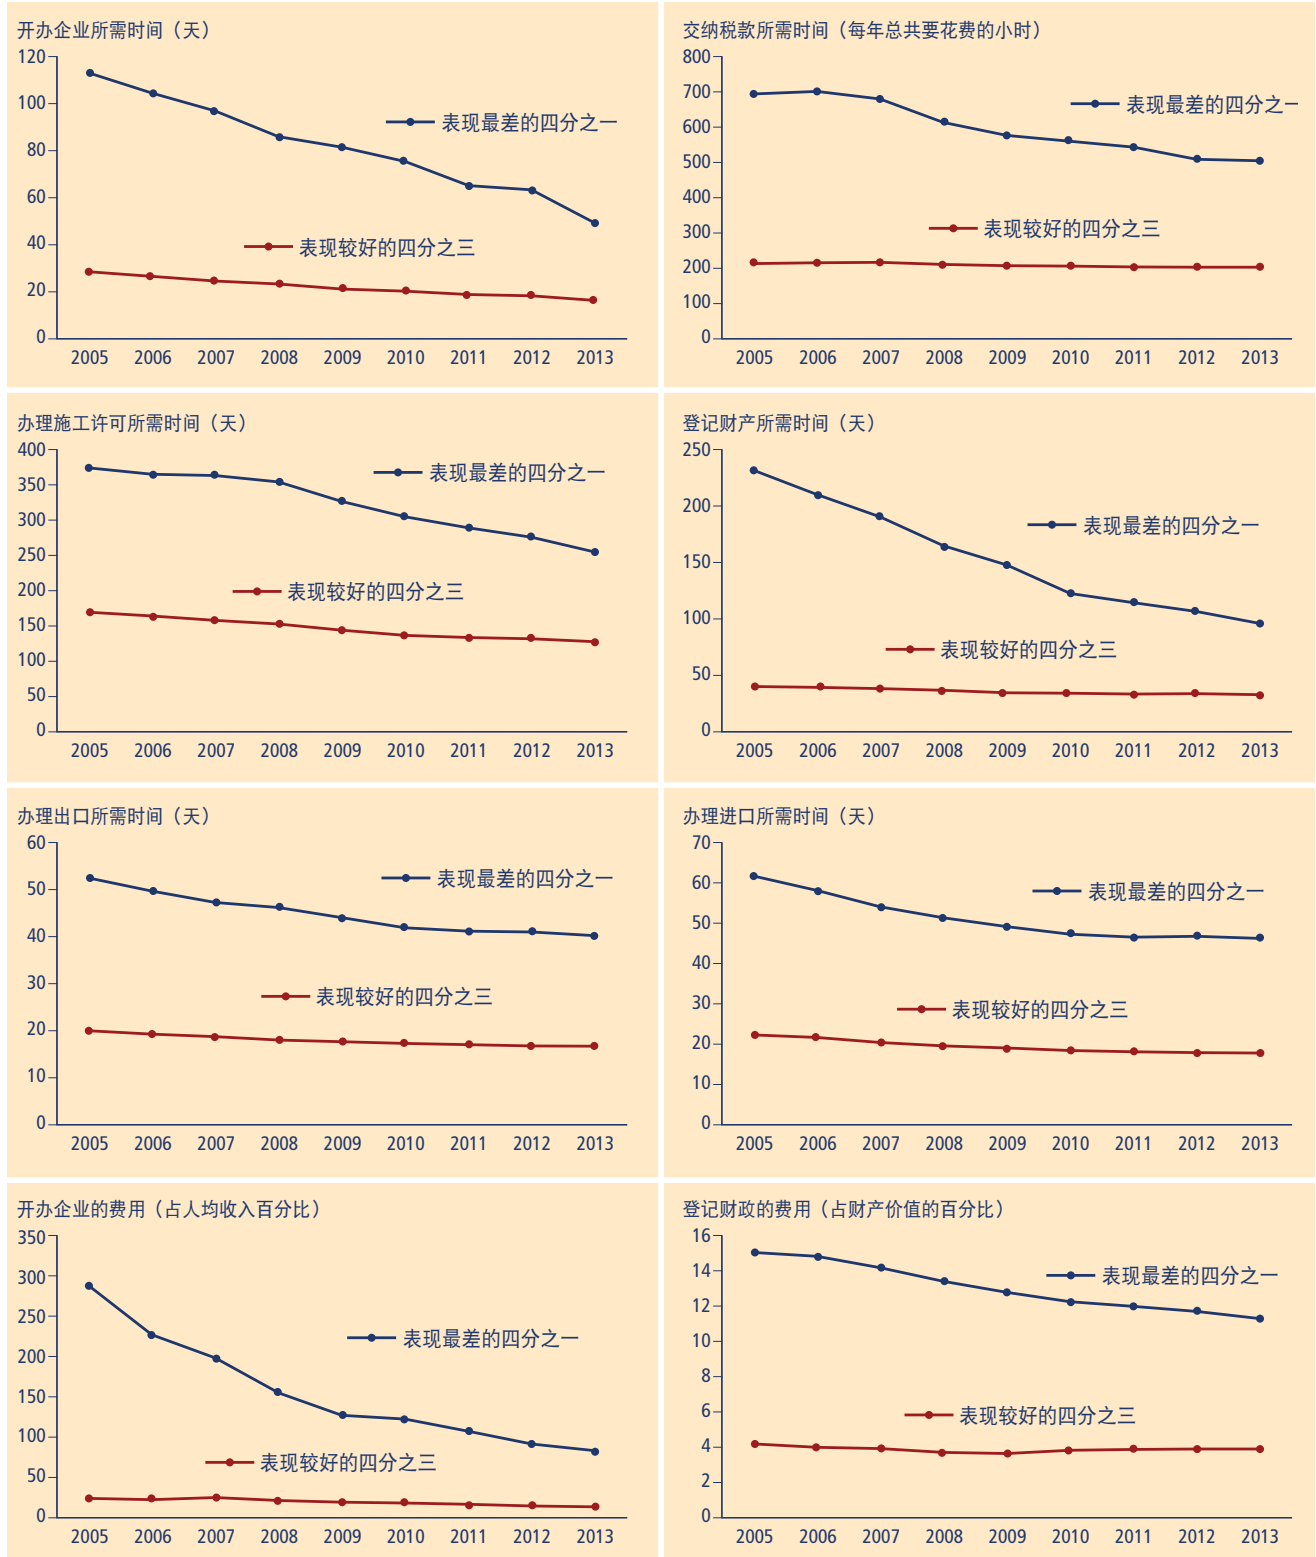 开办企业所需时间（天）
120
100
80
60
40
20
0
表现最差的四分之一
表现较好的四分之三
2005 2006 2007 2008 2009 2010 2011 2012 2013
交纳税款所需时间（每年总共要花费的小时）
800
700
600
500
400
300
200
100
0
表现最差的四分之一
表现较好的四分之三
2005 2006 2007 2008 2009 2010 2011 2012 2013
办理施工许可所需时间（天）
400
350
300
250
200
150
100
50
0
表现最差的四分之一
表现较好的四分之三
2005 2006 2007 2008 2009 2010 2011 2012 2013
登记财产所需时间（天）
250
200
150
100
50
0
表现最差的四分之一
表现较好的四分之三
2005 2006 2007 2008 2009 2010 2011 2012 2013
办理出口所需时间（天）
60
50
40
30
20
10
0
表现最差的四分之一
表现较好的四分之三
2005 2006 2007 2008 2009 2010 2011 2012 2013
办理进口所需时间（天）
70
60
50
40
30
20
10
0
表现最差的四分之一
表现较好的四分之三
2005 2006 2007 2008 2009 2010 2011 2012 2013
开办企业的费用（占人均收入百分比）
350
300
250
200
150
100
50
0
表现最差的四分之一
表现较好的四分之三
2005 2006 2007 2008 2009 2010 2011 2012 2013
登记财政的费用（占财产价值的百分比）
16
14
12
10
8
6
4
2
0
表现最差的四分之一
表现较好的四分之三
2005 2006 2007 2008 2009 2010 2011 2012 2013